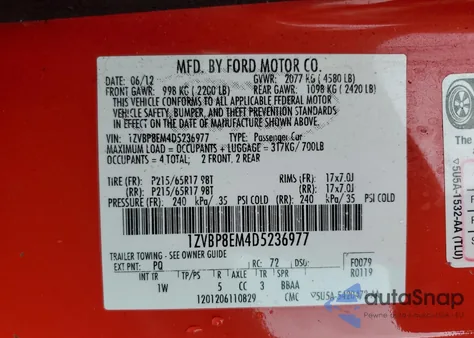 MFD. BY FORD MOTOR CO.
DATE: 06/12 GVWR: 2077 KG ( 4580 LB)
FRONT GAWR: 998 KG ( 2200 LB) REAR GAWR: 1098 KG ( 2420 LB)
THIS VEHICLE CONFORMS TO ALL APPLICABLE FEDERAL MOTOR
VEHICLE SAFETY, BUMPER, AND THEFT PREVENTION STANDARDS
IN EFFECT ON THE DATE OF MANUFACTURE SHOWN ABOVE.
VIN: 1ZVBP8EM4D5236977 TYPE: Passenger Car
MAXIMUM LOAD = OCCUPANTS + LUGGAGE = 317KG / 700LB
OCCUPANTS = 4 TOTAL: 2 FRONT, 2 REAR
TIRE (FR): P215/65R17 98T RIMS (FR): 17x7.0J
(RR): P215/65R17 98T (RR): 17x7.0J
PRESSURE (FR): 240 kPa/ 35 PSI COLD (RR): 240 kPa/ 35 PSI COLD
1ZVBP8EM4D5236977
TRAILER TOWING - SEE OWNER GUIDE
EXT PNT: PQ RC: 72 DSO: F0079
R0119
INT TR TP/PS R AXLE TR
1W 5 CC 3 BBAA
1201206110829 CMC
autoSnap
The
5U5A-1532-AA (TLU)